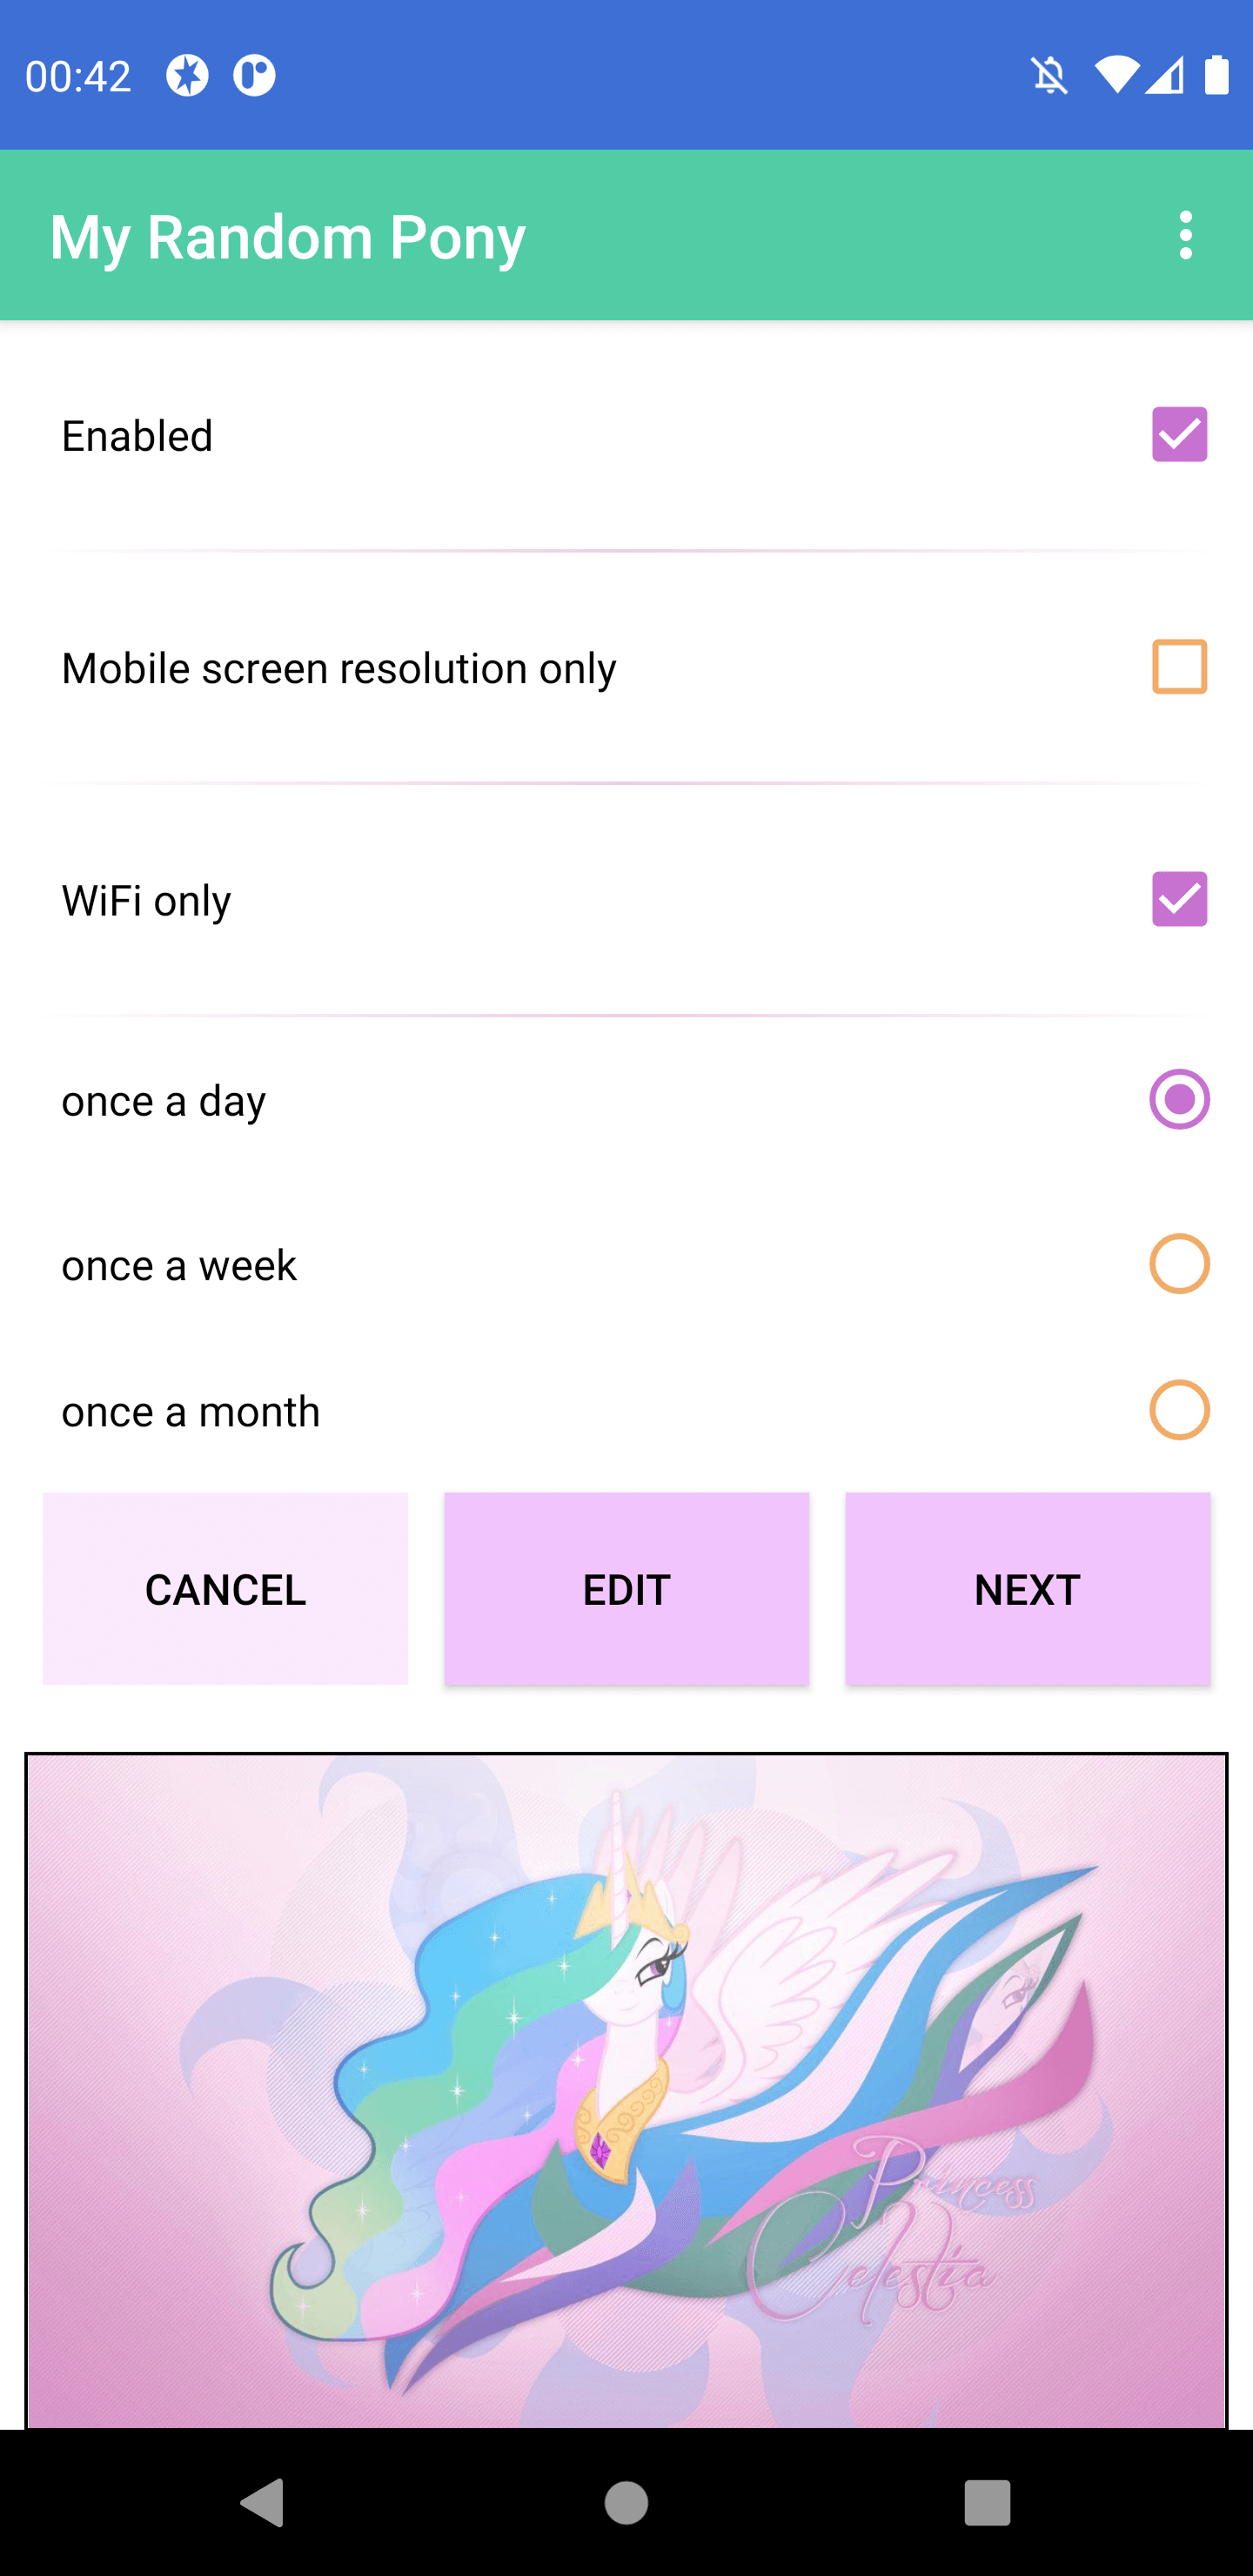 00:42
My Random Pony
Enabled
Mobile screen resolution only
WiFi only
once a day
once a week
once a month
CANCEL EDIT NEXT
Princess
Celestia